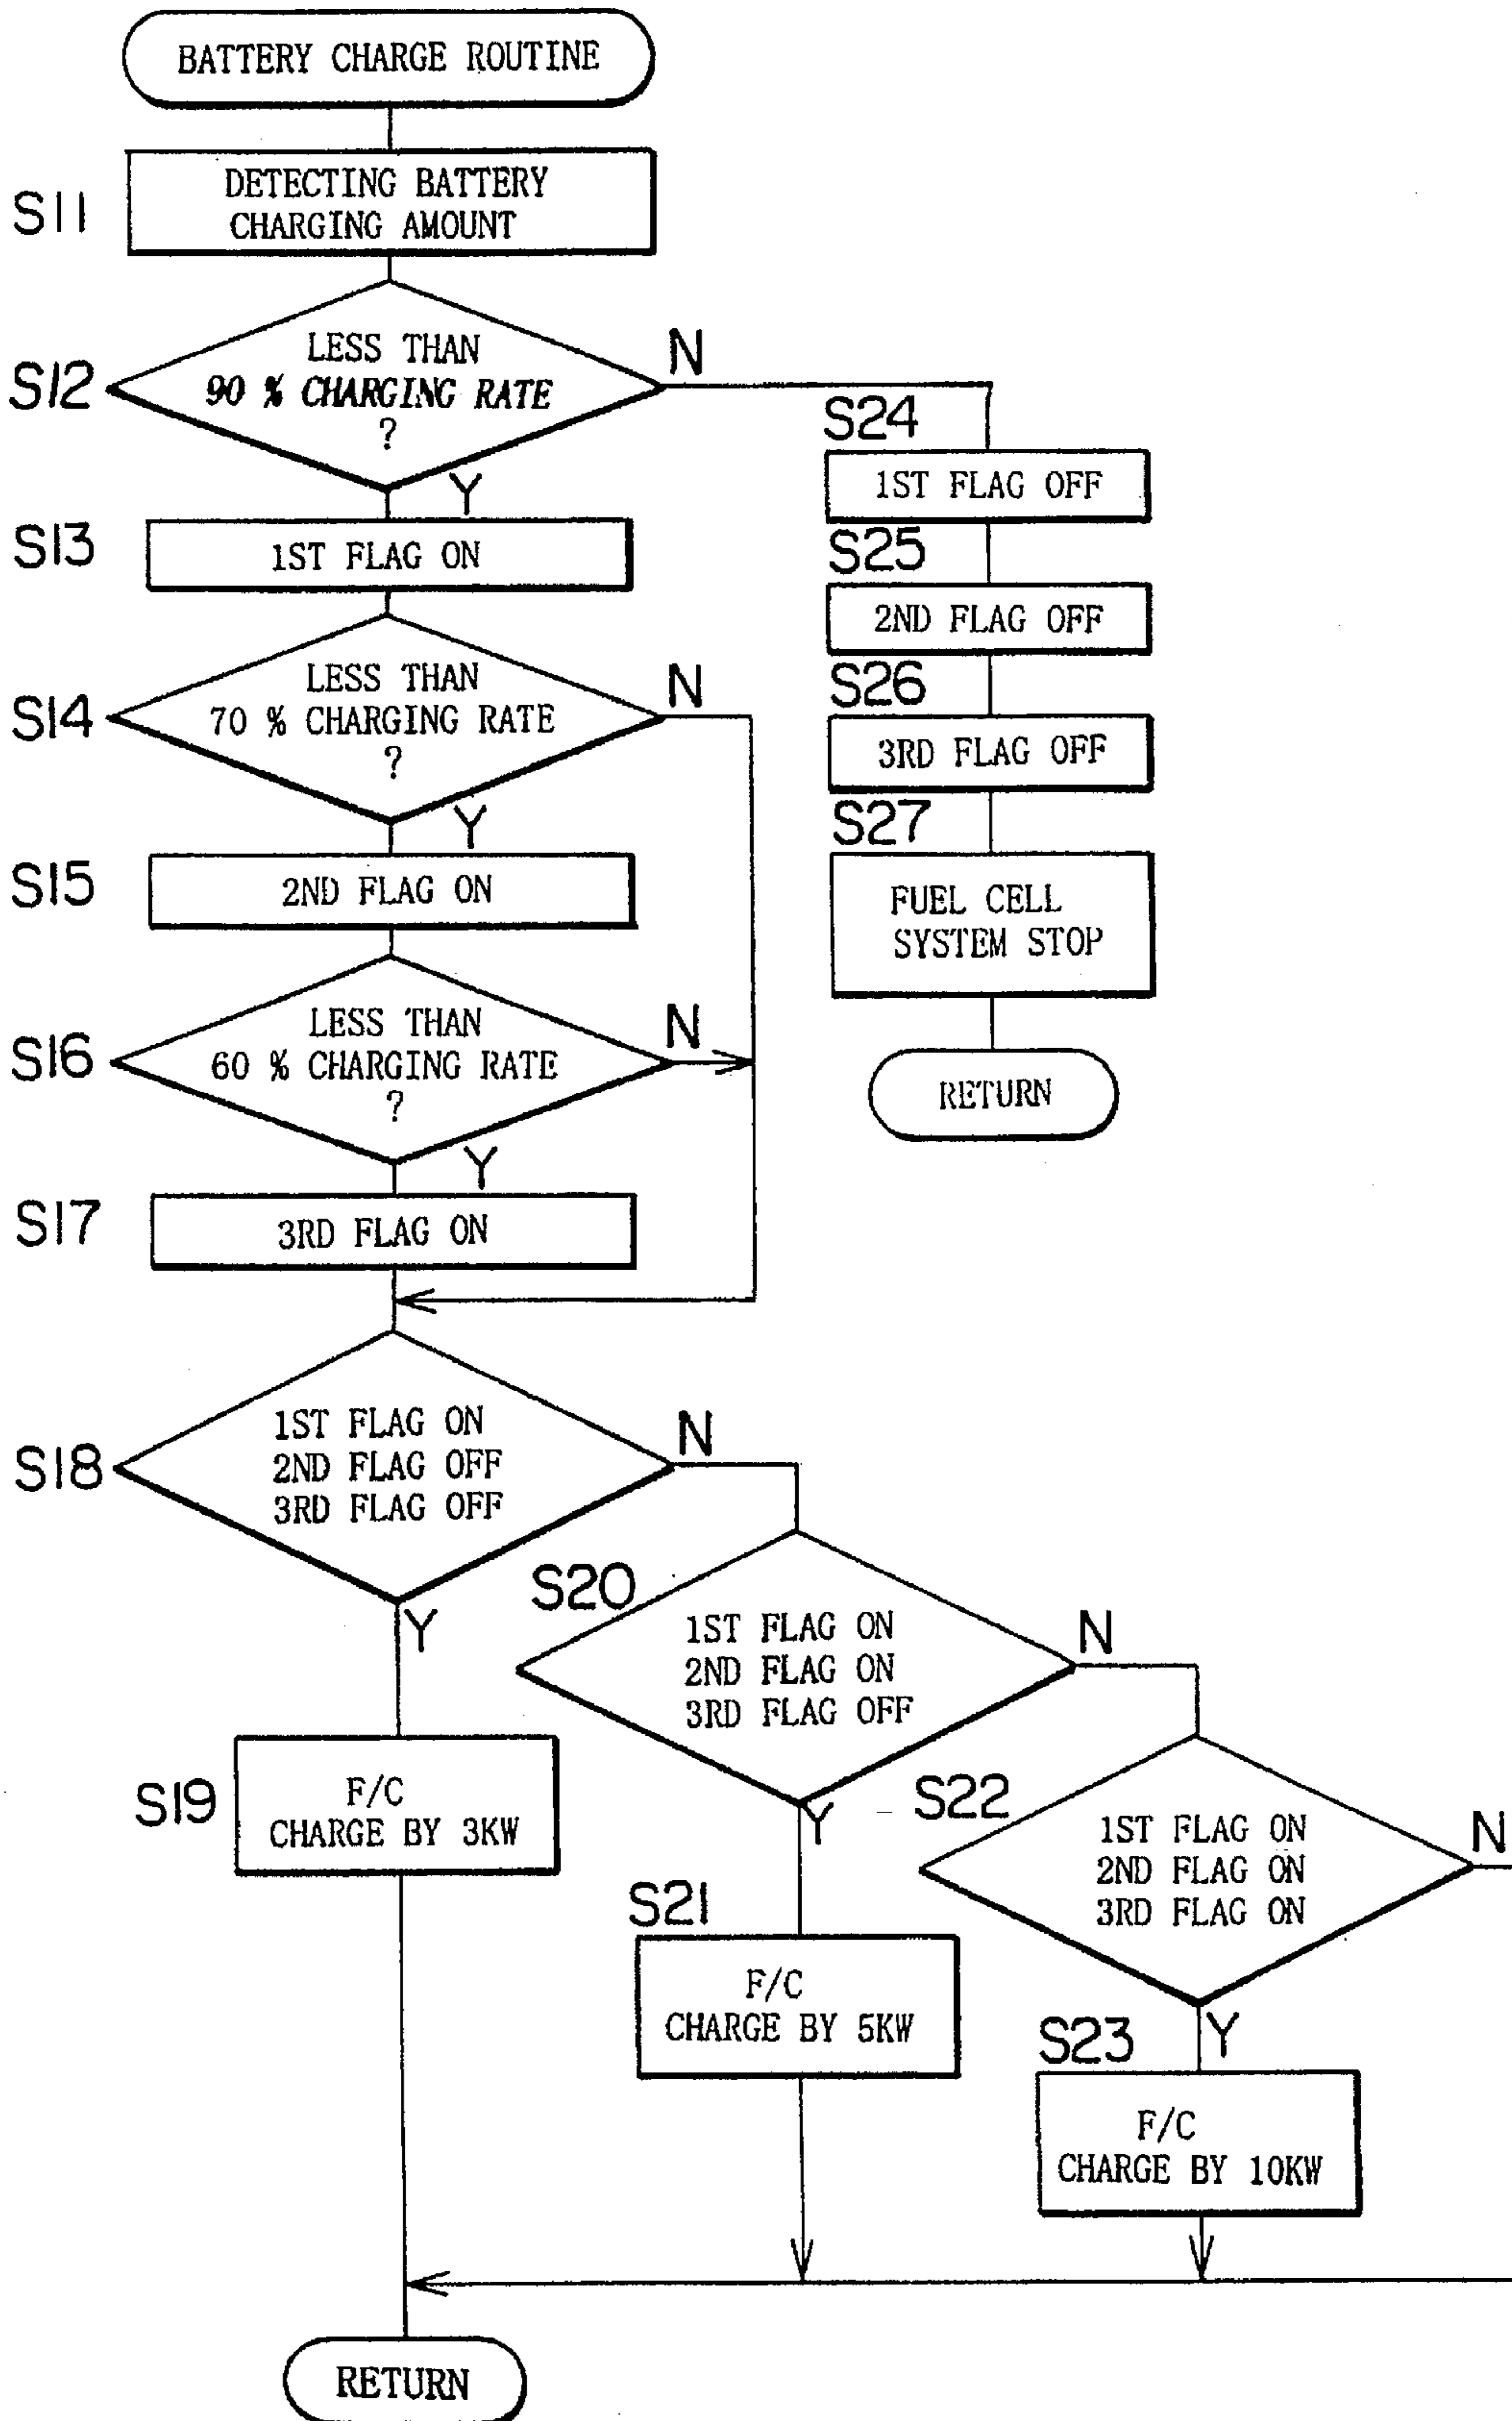 BATTERY CHARGE ROUTINE
S11
DETECTING BATTERY
CHARGING AMOUNT
S12
LESS THAN
90 % CHARGING RATE
?
N
Y
S13
1ST FLAG ON
S14
LESS THAN
70 % CHARGING RATE
?
N
Y
S15
2ND FLAG ON
S16
LESS THAN
60 % CHARGING RATE
?
N
Y
S17
3RD FLAG ON
S24
1ST FLAG OFF
S25
2ND FLAG OFF
S26
3RD FLAG OFF
S27
FUEL CELL
SYSTEM STOP
RETURN
S18
1ST FLAG ON
2ND FLAG OFF
3RD FLAG OFF
N
Y
S19
F/C
CHARGE BY 3KW
S20
1ST FLAG ON
2ND FLAG ON
3RD FLAG OFF
N
Y
S21
F/C
CHARGE BY 5KW
S22
1ST FLAG ON
2ND FLAG ON
3RD FLAG ON
N
Y
S23
F/C
CHARGE BY 10KW
RETURN